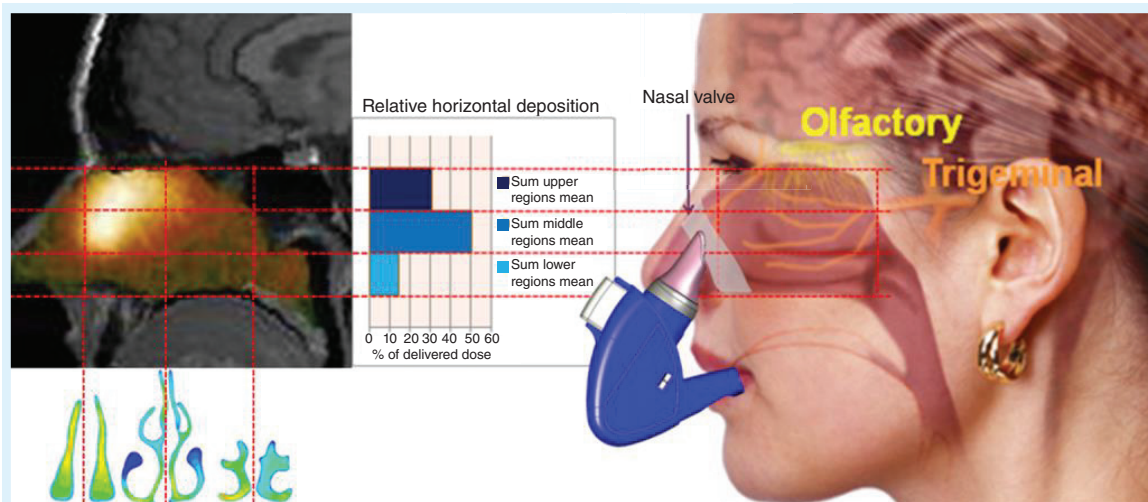 Relative horizontal deposition
Sum upper
regions mean
Sum middle
regions mean
Sum lower
regions mean
0 10 20 30 40 50 60
% of delivered dose
Nasal valve
Olfactory
Trigeminal